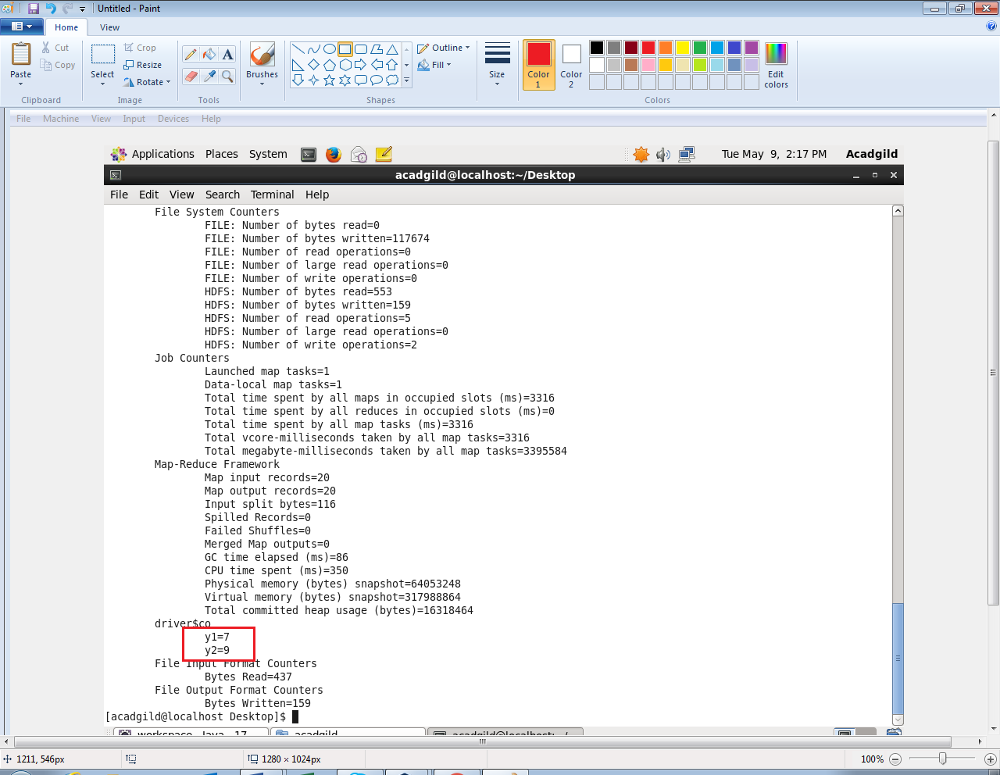 Untitled - Paint
Home
View
Paste
Cut
Copy
Clipboard
Select
Crop
Resize
Rotate
Image
Tools
Brushes
Outline
Fill
Shapes
Size
Color 1
Color 2
Edit colors
Colors
File Machine View Input Devices Help
Applications Places System Tue May 9, 2:17 PM Acadgild
acadgild@localhost:~/Desktop
File Edit View Search Terminal Help
File System Counters
FILE: Number of bytes read=0
FILE: Number of bytes written=117674
FILE: Number of read operations=0
FILE: Number of large read operations=0
FILE: Number of write operations=0
HDFS: Number of bytes read=553
HDFS: Number of bytes written=159
HDFS: Number of read operations=5
HDFS: Number of large read operations=0
HDFS: Number of write operations=2
Job Counters
Launched map tasks=1
Data-local map tasks=1
Total time spent by all maps in occupied slots (ms)=3316
Total time spent by all reduces in occupied slots (ms)=0
Total time spent by all map tasks (ms)=3316
Total vcore-milliseconds taken by all map tasks=3316
Total megabyte-milliseconds taken by all map tasks=3395584
Map-Reduce Framework
Map input records=20
Map output records=20
Input split bytes=116
Spilled Records=0
Failed Shuffles=0
Merged Map outputs=0
GC time elapsed (ms)=86
CPU time spent (ms)=350
Physical memory (bytes) snapshot=64053248
Virtual memory (bytes) snapshot=317988864
Total committed heap usage (bytes)=16318464
driver$co
y1=7
y2=9
File Input Format Counters
Bytes Read=437
File Output Format Counters
Bytes Written=159
[acadgild@localhost Desktop]$
acadgild
acadgild@localhost:~/
1211, 546px
1280 × 1024px
100%